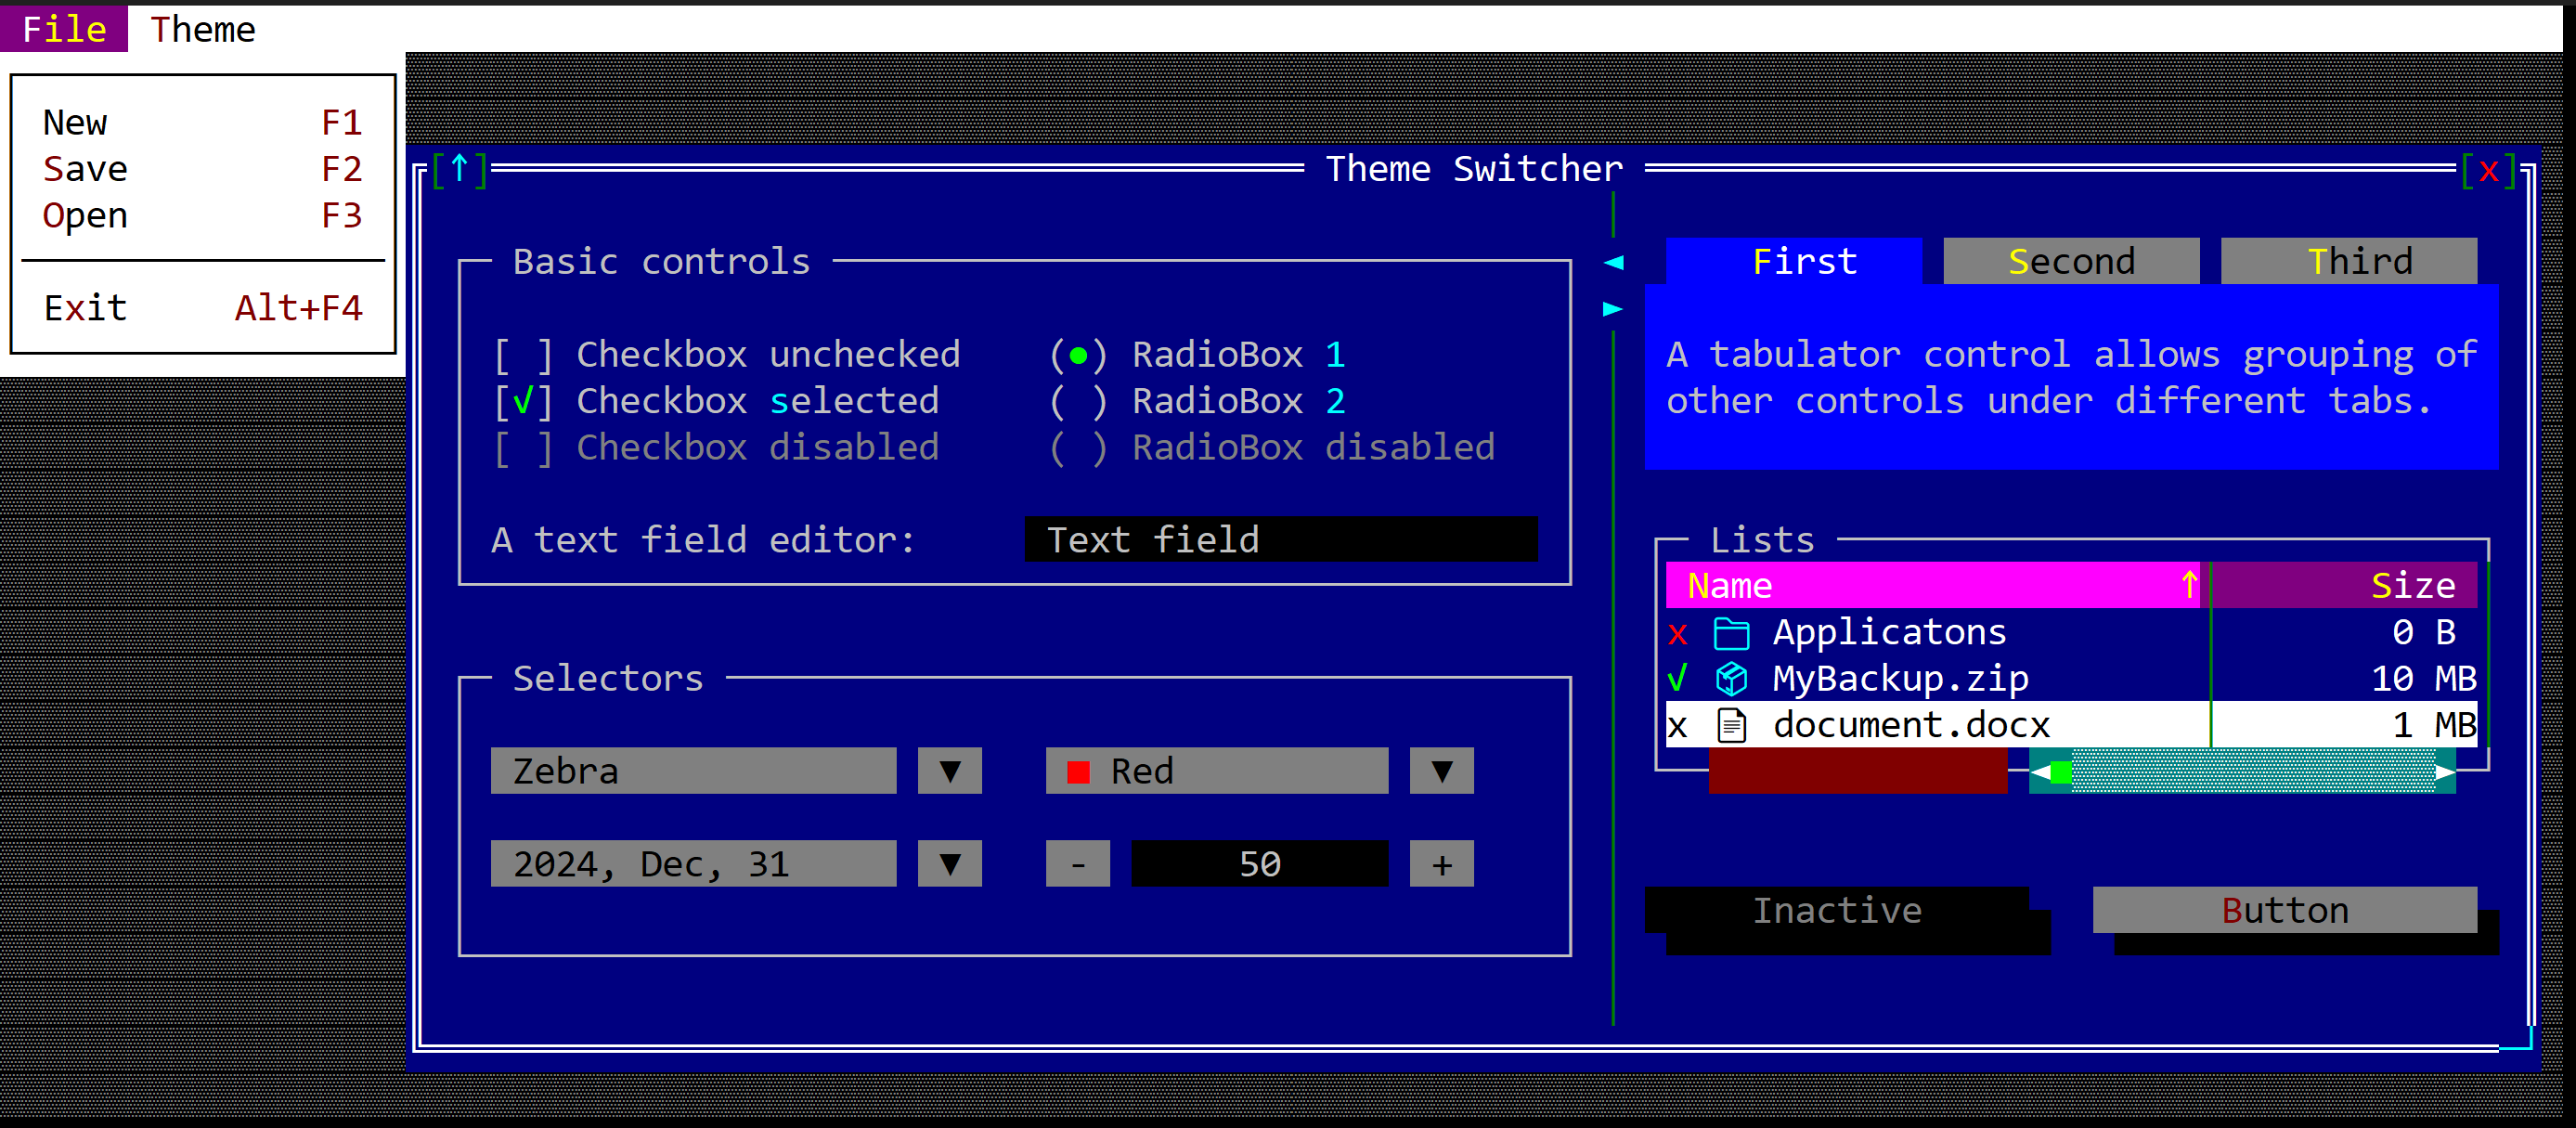 File Theme
New F1
Save F2
Open F3
Exit Alt+F4
[↑] Theme Switcher [x]
Basic controls
[ ] Checkbox unchecked (●) RadioBox 1
[√] Checkbox selected ( ) RadioBox 2
[ ] Checkbox disabled ( ) RadioBox disabled
A text field editor: Text field
Selectors
Zebra ▼ Red ▼
2024, Dec, 31 ▼ - 50 +
First Second Third
A tabulator control allows grouping of
other controls under different tabs.
Lists
Name ↑ Size
x Applicatons 0 B
√ MyBackup.zip 10 MB
x document.docx 1 MB
Inactive Button